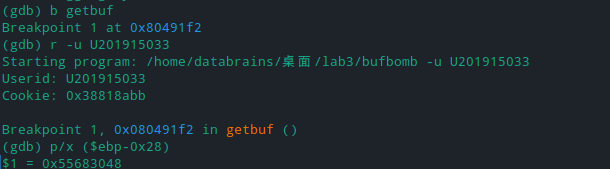 (gdb) b getbuf
Breakpoint 1 at 0x80491f2
(gdb) r -u U201915033
Starting program: /home/databrains/桌面/lab3/bufbomb -u U201915033
Userid: U201915033
Cookie: 0x38818abb
Breakpoint 1, 0x080491f2 in getbuf ()
(gdb) p/x ($ebp-0x28)
$1 = 0x55683048